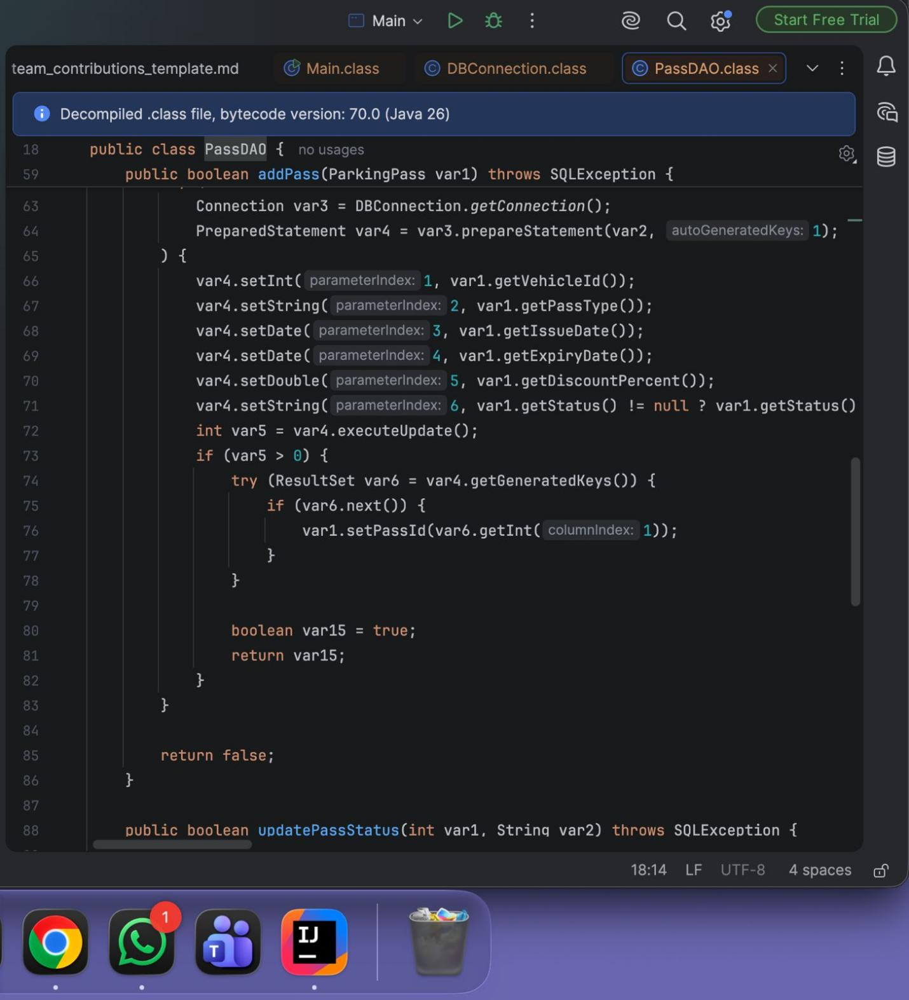 Main
Start Free Trial
team_contributions_template.md
Main.class
DBConnection.class
PassDAO.class
Decompiled .class file, bytecode version: 70.0 (Java 26)
18 public class PassDAO { no usages
59 public boolean addPass(ParkingPass var1) throws SQLException {
63 Connection var3 = DBConnection.getConnection();
64 PreparedStatement var4 = var3.prepareStatement(var2, autoGeneratedKeys: 1);
65 ) {
66 var4.setInt( parameterIndex: 1, var1.getVehicleId());
67 var4.setString( parameterIndex: 2, var1.getPassType());
68 var4.setDate( parameterIndex: 3, var1.getIssueDate());
69 var4.setDate( parameterIndex: 4, var1.getExpiryDate());
70 var4.setDouble( parameterIndex: 5, var1.getDiscountPercent());
71 var4.setString( parameterIndex: 6, var1.getStatus() != null ? var1.getStatus()
72 int var5 = var4.executeUpdate();
73 if (var5 > 0) {
74 try (ResultSet var6 = var4.getGeneratedKeys()) {
75 if (var6.next()) {
76 var1.setPassId(var6.getInt( columnIndex: 1));
77 }
78 }
79
80 boolean var15 = true;
81 return var15;
82 }
83 }
84
85 return false;
86 }
87
88 public boolean updatePassStatus(int var1, String var2) throws SQLException {
18:14 LF UTF-8 4 spaces
1
T
IJ